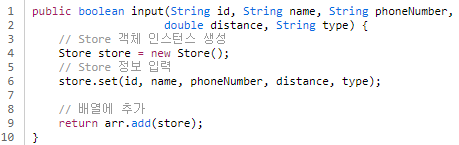 1 public boolean input(String id, String name, String phoneNumber,
2 double distance, String type) {
3 // Store 객체 인스턴스 생성
4 Store store = new Store();
5 // Store 정보 입력
6 store.set(id, name, phoneNumber, distance, type);
7
8 // 배열에 추가
9 return arr.add(store);
10 }